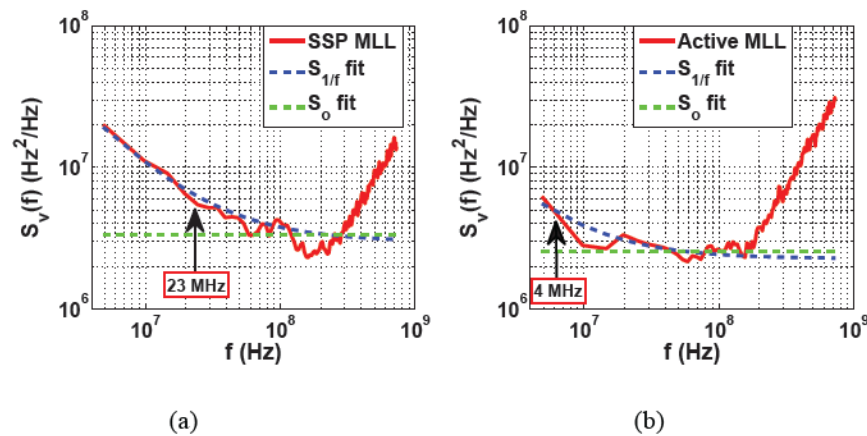 10^8
10^7
10^6
S_v(f) (Hz^2/Hz)
SSP MLL
S_1/f fit
S_o fit
23 MHz
10^7
10^8
10^9
f (Hz)
(a)
10^8
10^7
10^6
S_v(f) (Hz^2/Hz)
Active MLL
S_1/f fit
S_o fit
4 MHz
10^7
10^8
10^9
f (Hz)
(b)